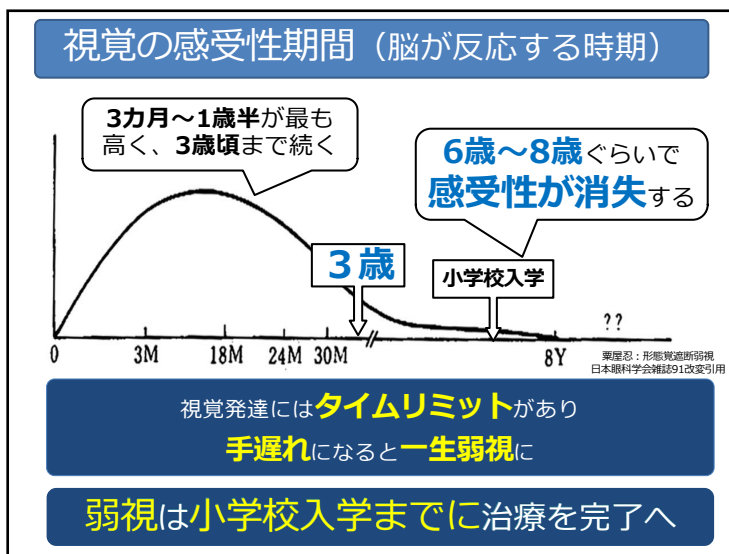 視覚の感受性期間（脳が反応する時期）
3カ月～1歳半が最も
高く、3歳頃まで続く
6歳～8歳ぐらいで
感受性が消失する
３歳
小学校入学
??
0 3M 18M 24M 30M 8Y
粟屋忍：形態覚遮断弱視
日本眼科学会雑誌91改変引用
視覚発達にはタイムリミットがあり
手遅れになると一生弱視に
弱視は小学校入学までに治療を完了へ